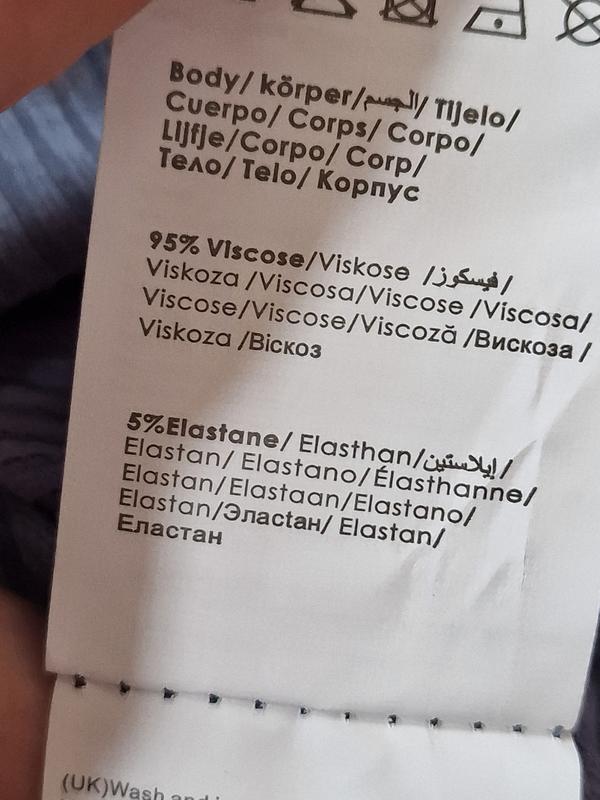 Body/ körper/الجسم/ Tijelo/
Cuerpo/ Corps/ Corpo/
Lijfje/Corpo/ Corp/
Тело/ Telo/ Корпус
95% Viscose/Viskose /فيسكوز/
Viskoza /Viscosa/Viscose /Viscosa/
Viscose/Viscose/Viscoză /Вискоза /
Viskoza /Віскоз
5%Elastane/ Elasthan/إيلاستين/
Elastan/ Elastano/Élasthanne/
Elastan/Elastaan/Elastano/
Elastan/Эластан/ Elastan/
Еластан
(UK)Wash and